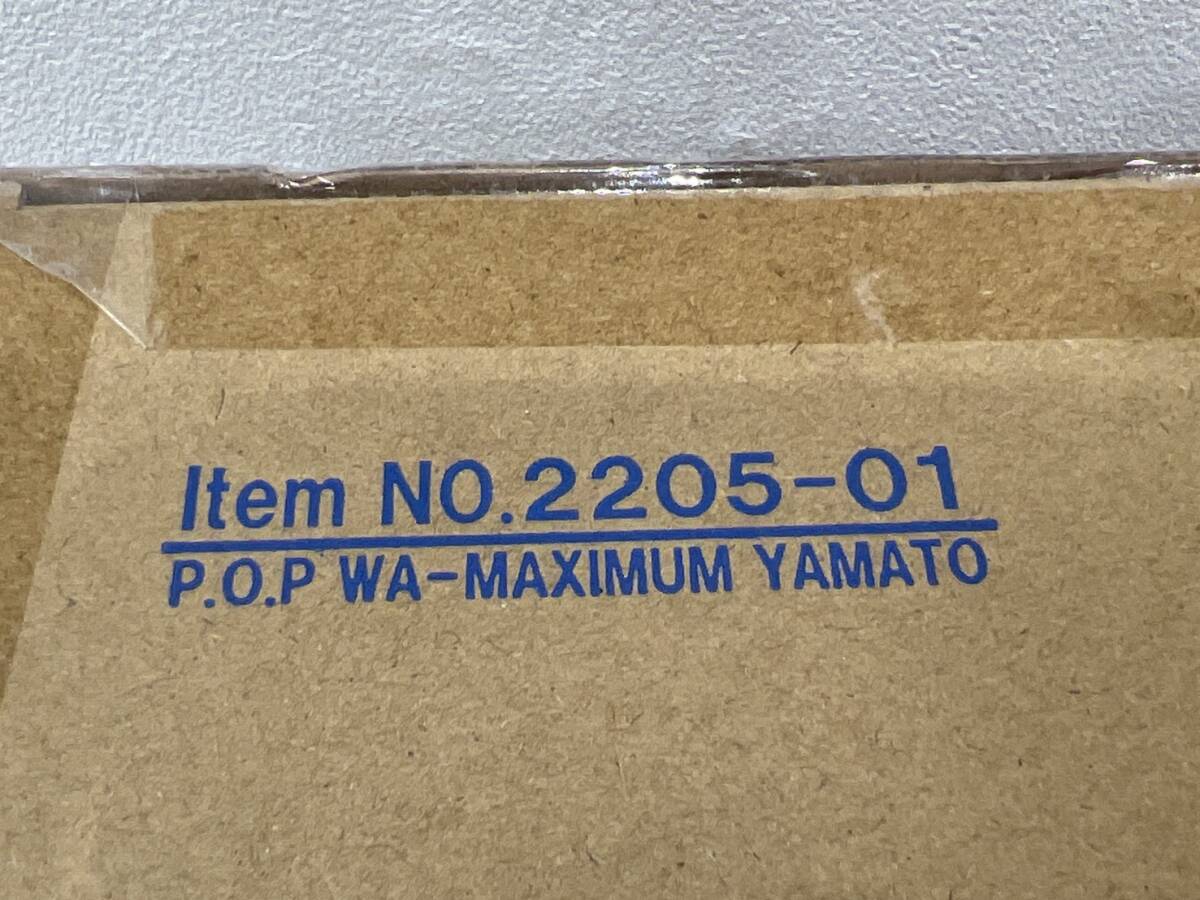 Item NO.2205-01
P.O.P WA-MAXIMUM YAMATO